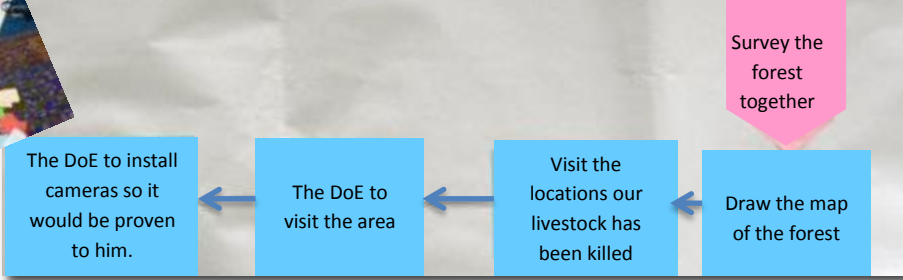 Survey the
forest
together
Draw the map
of the forest
Visit the
locations our
livestock has
been killed
The DoE to
visit the area
The DoE to install
cameras so it
would be proven
to him.